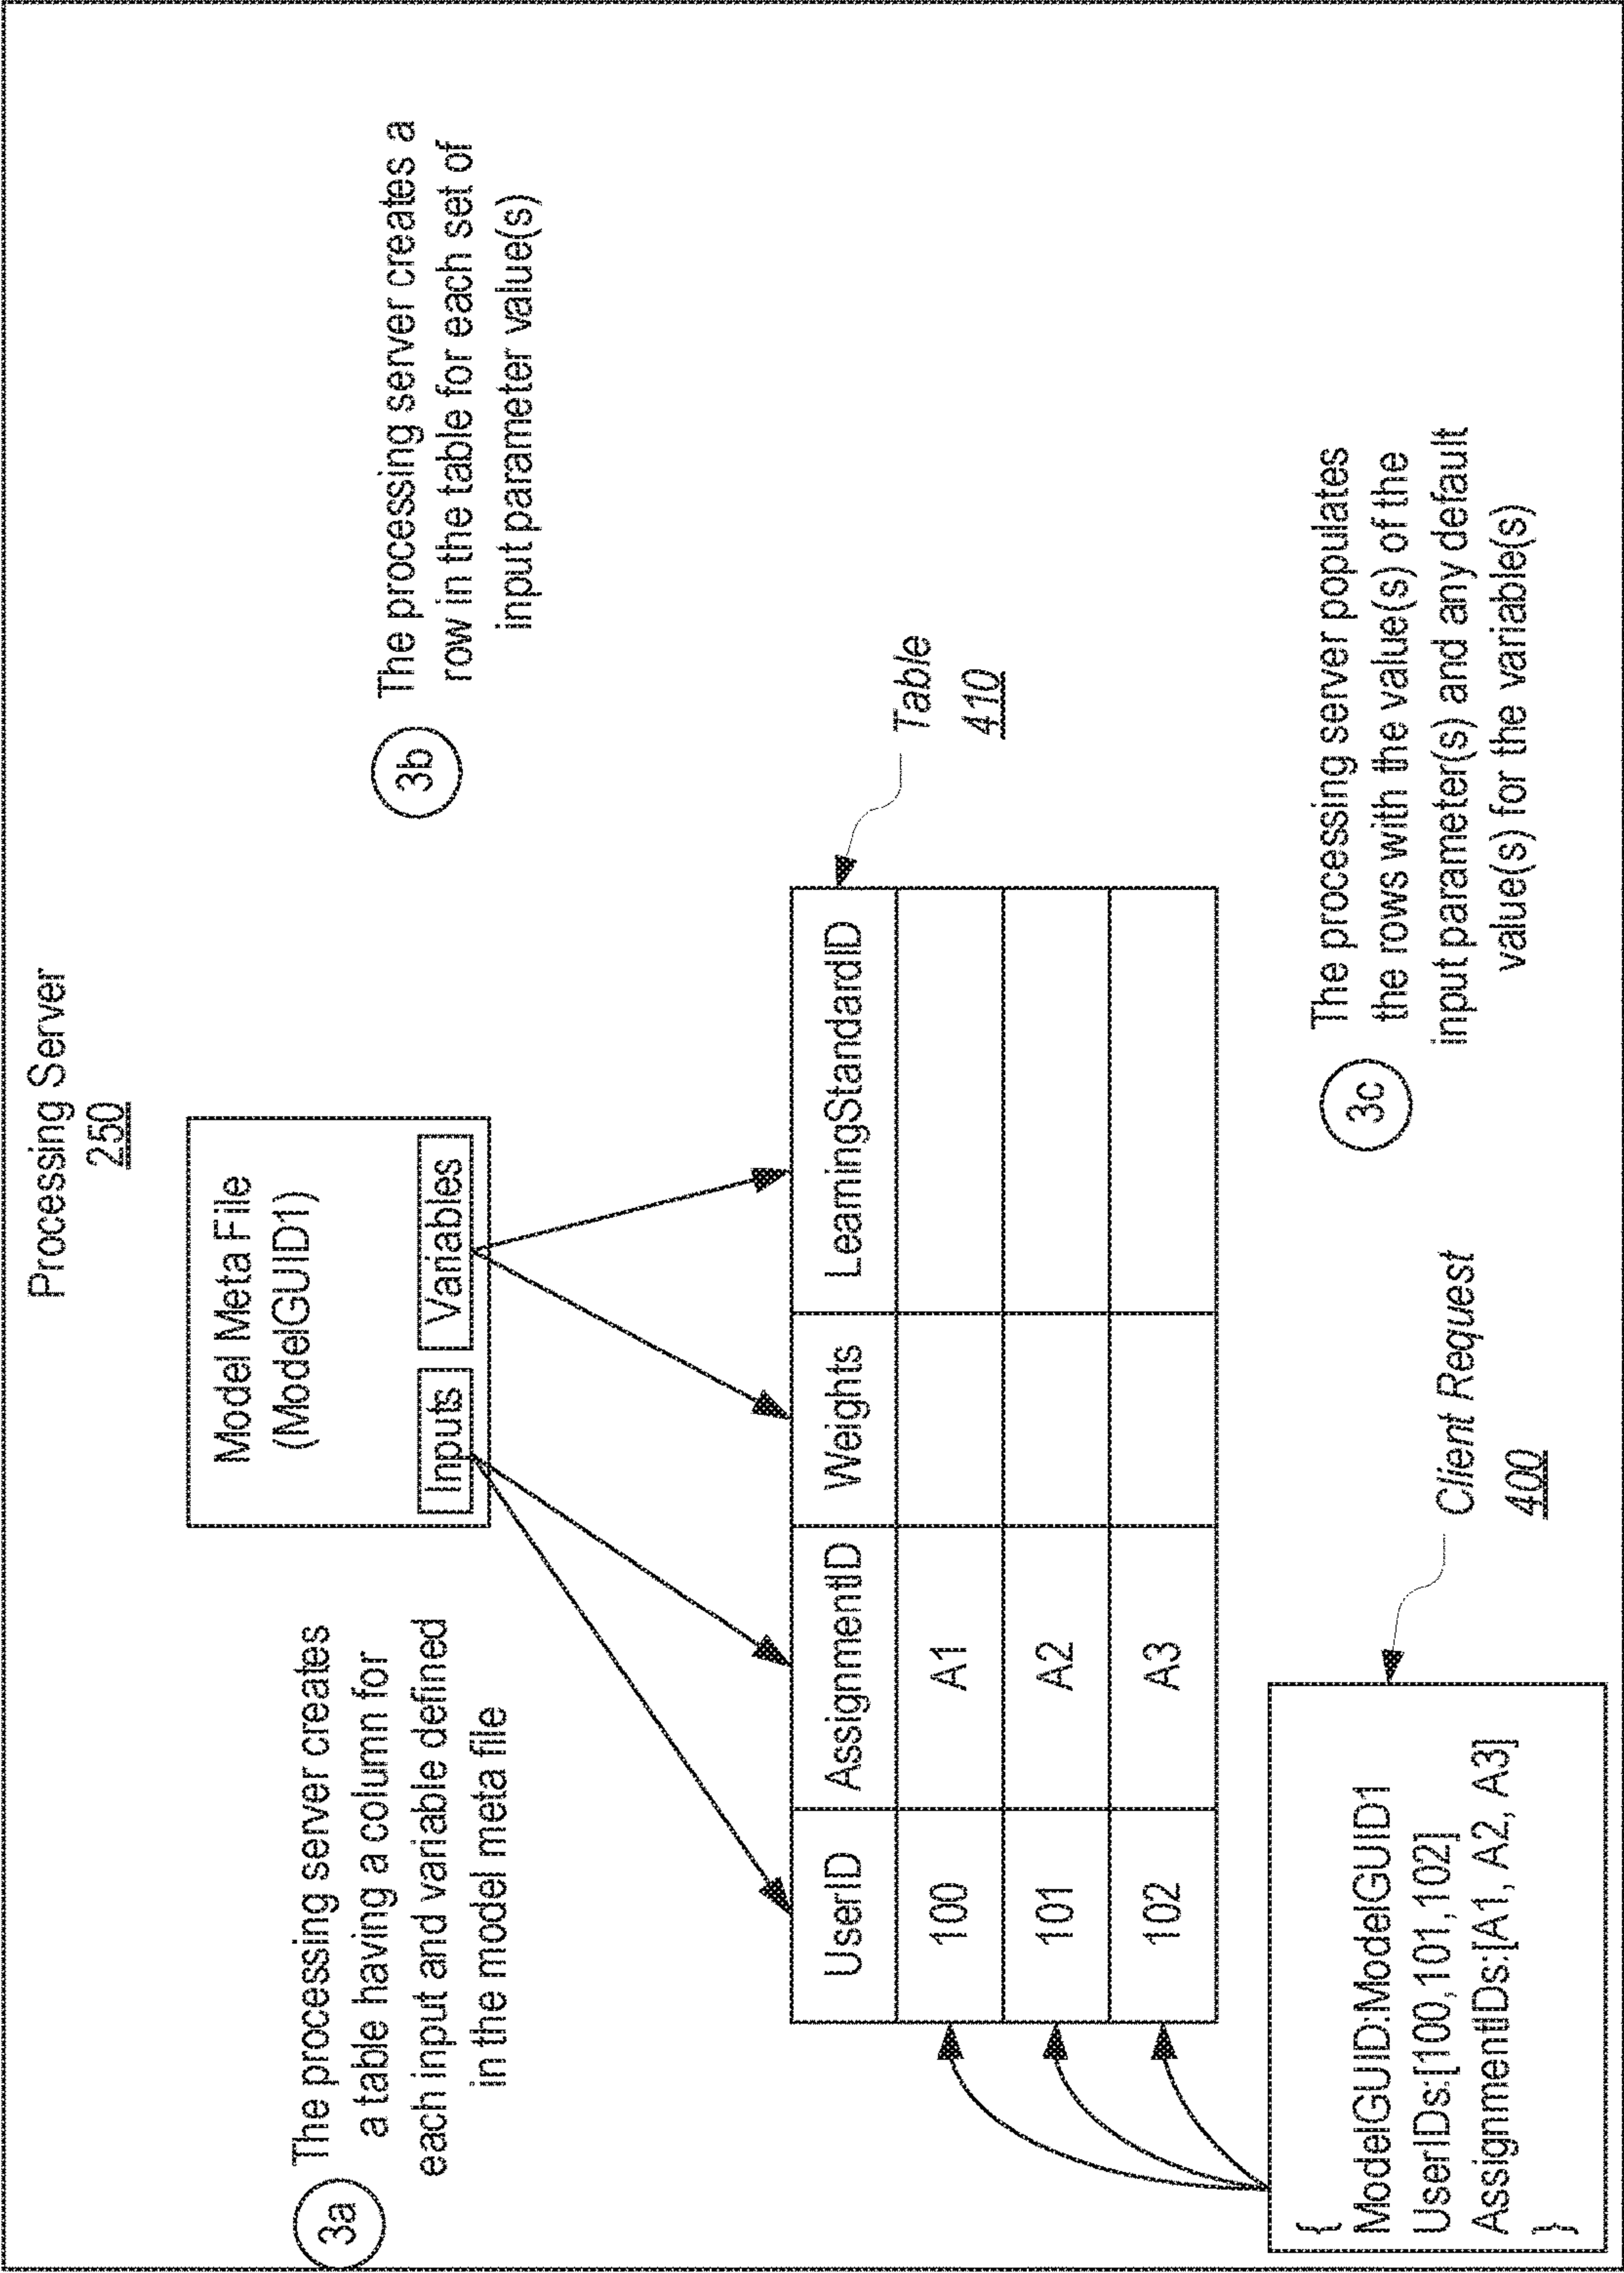 Processing Server
250
3a
The processing server creates
a table having a column for
each input and variable defined
in the model meta file
Model Meta File
(ModelGUID1)
Inputs
Variables
3b
The processing server creates a
row in the table for each set of
input parameter value(s)
Table
410
UserID
AssignmentID
Weights
LearningStandardID
100
A1
101
A2
102
A3
{
ModelGUID:ModelGUID1
UserIDs:[100,101,102]
AssignmentIDs:[A1, A2, A3]
}
Client Request
400
3c
The processing server populates
the rows with the value(s) of the
input parameter(s) and any default
value(s) for the variable(s)